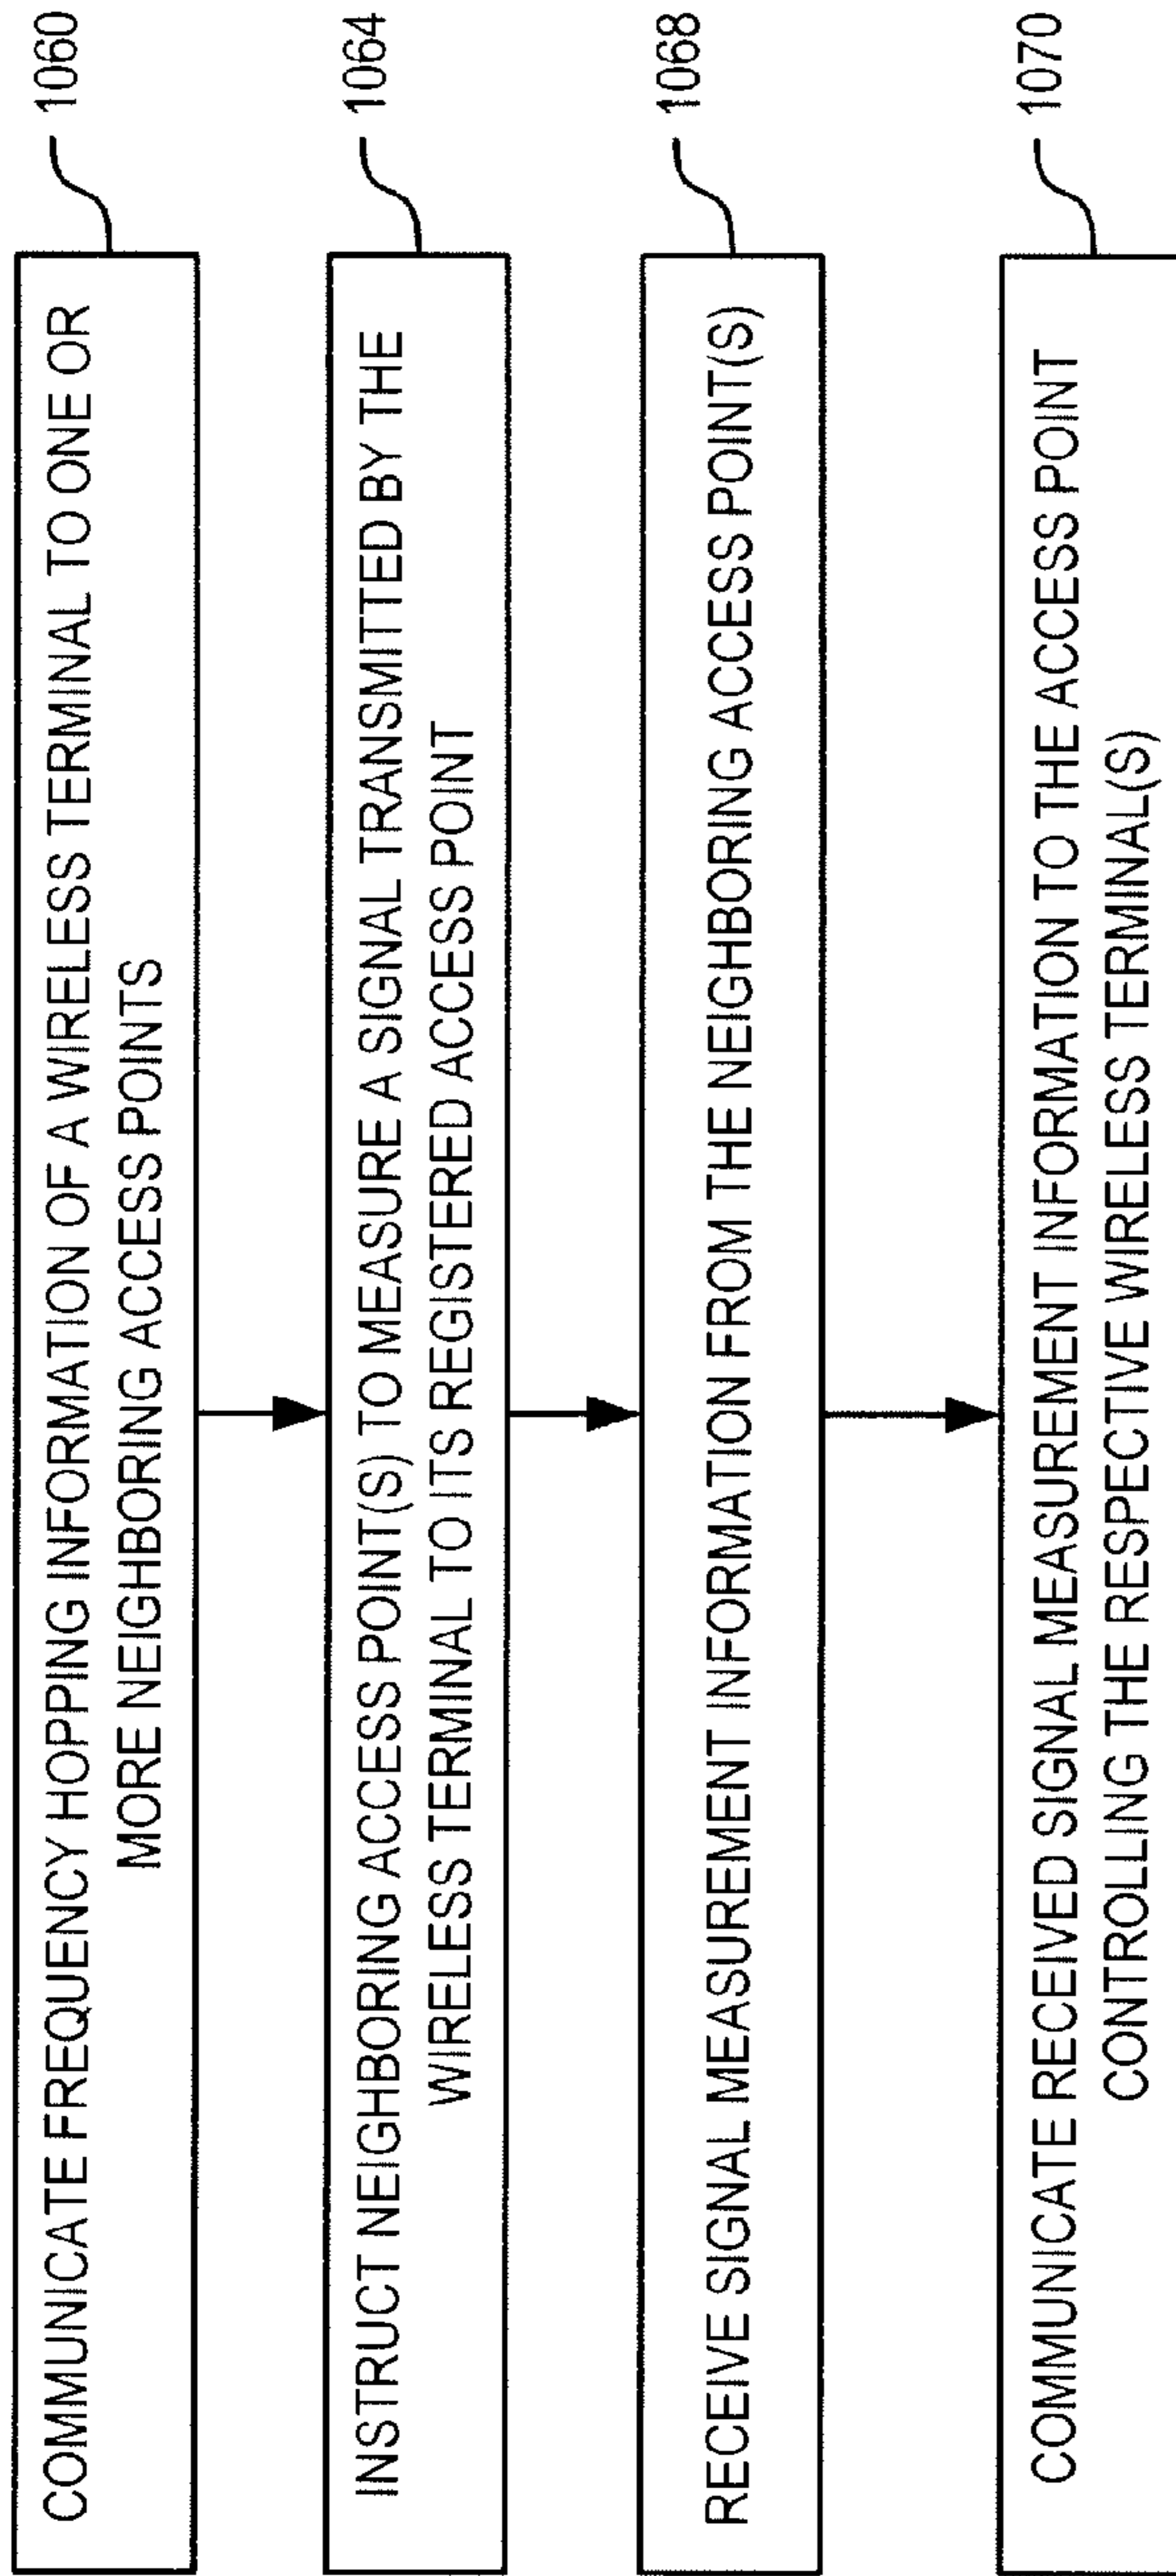 COMMUNICATE FREQUENCY HOPPING INFORMATION OF A WIRELESS TERMINAL TO ONE OR
MORE NEIGHBORING ACCESS POINTS
1060
INSTRUCT NEIGHBORING ACCESS POINT(S) TO MEASURE A SIGNAL TRANSMITTED BY THE
WIRELESS TERMINAL TO ITS REGISTERED ACCESS POINT
1064
RECEIVE SIGNAL MEASUREMENT INFORMATION FROM THE NEIGHBORING ACCESS POINT(S)
1068
COMMUNICATE RECEIVED SIGNAL MEASUREMENT INFORMATION TO THE ACCESS POINT
CONTROLLING THE RESPECTIVE WIRELESS TERMINAL(S)
1070